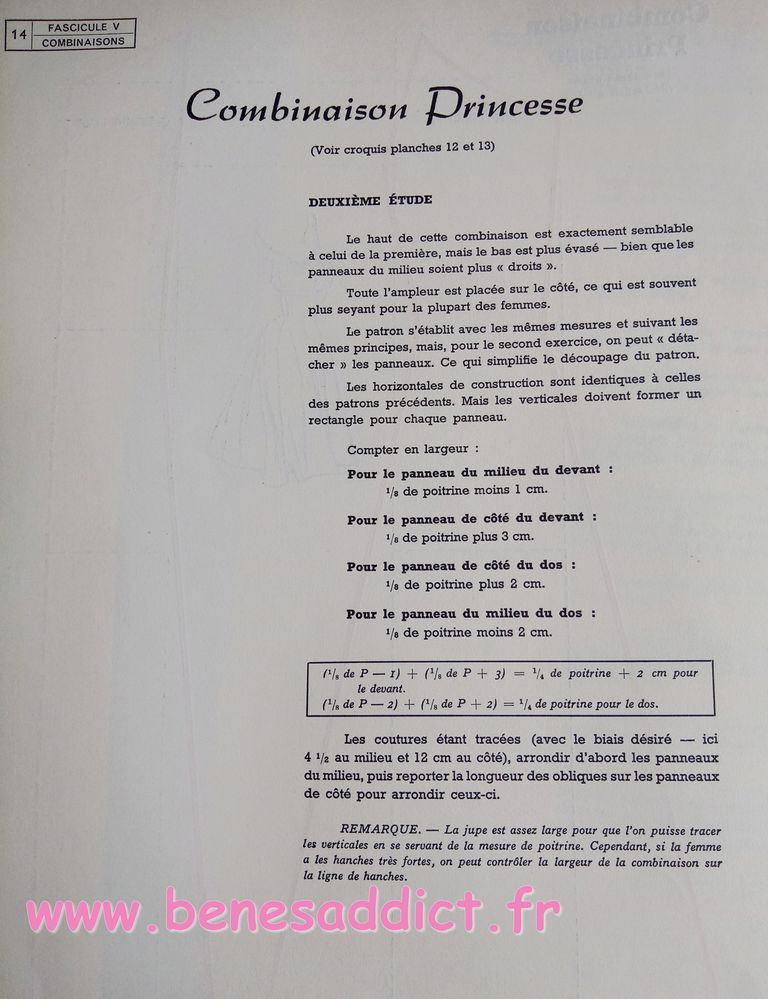 14
FASCICULE V
COMBINAISONS
Combinaison Princesse
(Voir croquis planches 12 et 13)
DEUXIÈME ÉTUDE
Le haut de cette combinaison est exactement semblable
à celui de la première, mais le bas est plus évasé — bien que les
panneaux du milieu soient plus « droits ».
Toute l'ampleur est placée sur le côté, ce qui est souvent
plus seyant pour la plupart des femmes.
Le patron s'établit avec les mêmes mesures et suivant les
mêmes principes, mais, pour le second exercice, on peut « déta-
cher » les panneaux. Ce qui simplifie le découpage du patron.
Les horizontales de construction sont identiques à celles
des patrons précédents. Mais les verticales doivent former un
rectangle pour chaque panneau.
Compter en largeur :
Pour le panneau du milieu du devant :
1/8 de poitrine moins 1 cm.
Pour le panneau de côté du devant :
1/8 de poitrine plus 3 cm.
Pour le panneau de côté du dos :
1/8 de poitrine plus 2 cm.
Pour le panneau du milieu du dos :
1/8 de poitrine moins 2 cm.
(1/8 de P — 1) + (1/8 de P + 3) = 1/4 de poitrine + 2 cm pour
le devant.
(1/8 de P — 2) + (1/8 de P + 2) = 1/4 de poitrine pour le dos.
Les coutures étant tracées (avec le biais désiré — ici
4 1/2 au milieu et 12 cm au côté), arrondir d'abord les panneaux
du milieu, puis reporter la longueur des obliques sur les panneaux
de côté pour arrondir ceux-ci.
REMARQUE. — La jupe est assez large pour que l'on puisse tracer
les verticales en se servant de la mesure de poitrine. Cependant, si la femme
a les hanches très fortes, on peut contrôler la largeur de la combinaison sur
la ligne de hanches.
www.benesaddict.fr